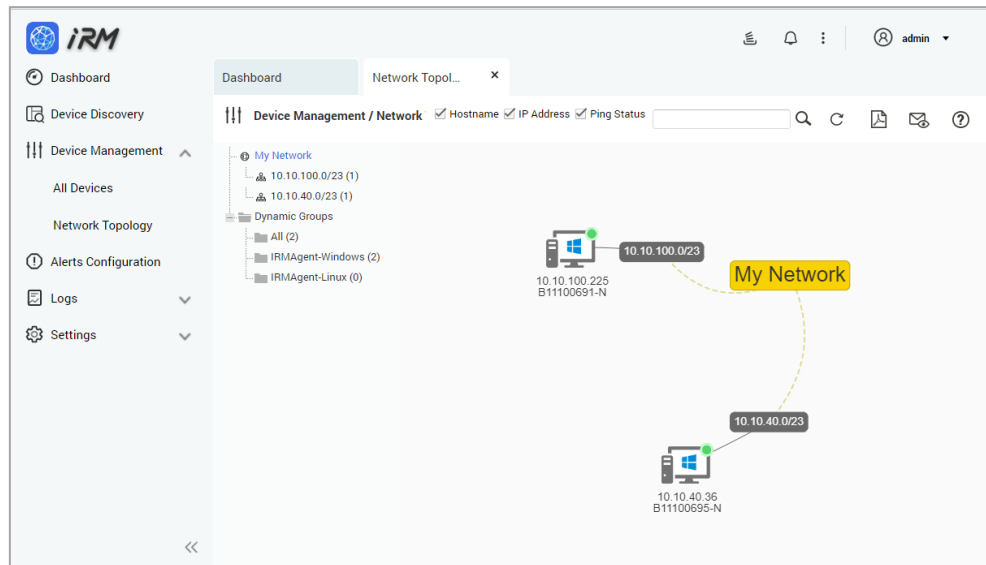 iRM
admin
Dashboard
Device Discovery
Device Management
All Devices
Network Topology
Alerts Configuration
Logs
Settings
Dashboard
Network Topol...
Device Management / Network
Hostname
IP Address
Ping Status
My Network
10.10.100.0/23 (1)
10.10.40.0/23 (1)
Dynamic Groups
All (2)
IRMAgent-Windows (2)
IRMAgent-Linux (0)
10.10.100.0/23
My Network
10.10.100.225
B11100691-N
10.10.40.0/23
10.10.40.36
B11100695-N